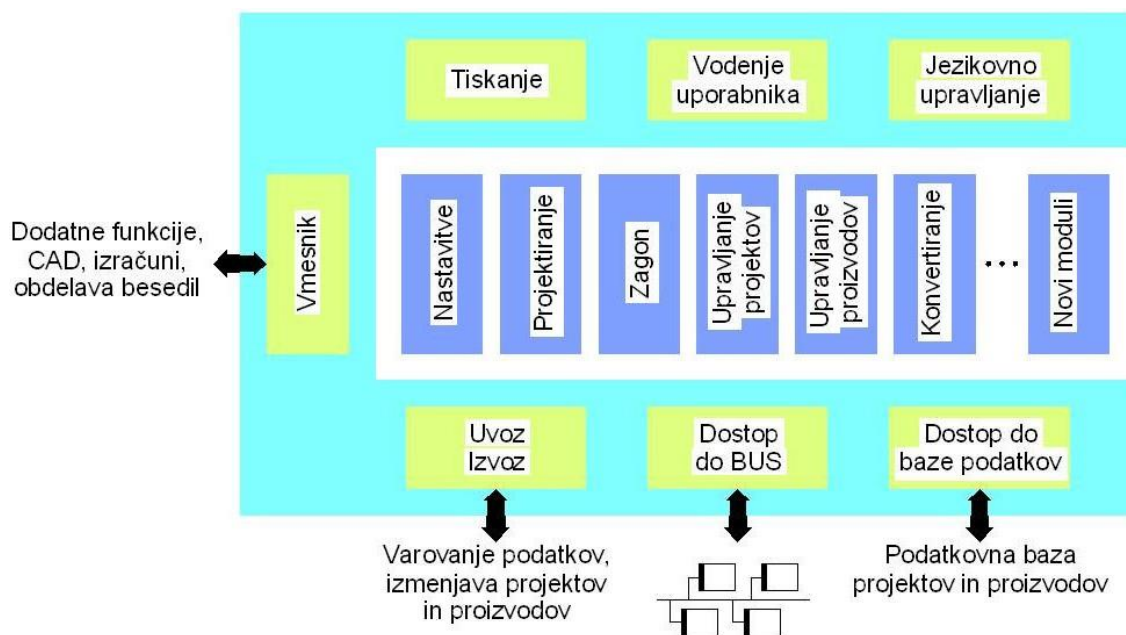 Tiskanje
Vodenje
uporabnika
Jezikovno
upravljanje
Dodatne funkcije,
CAD, izračuni,
obdelava besedil
Vmesnik
Nastavitve
Projektiranje
Zagon
Upravljanje
projektov
Upravljanje
proizvodov
Konvertiranje
...
Novi moduli
Uvoz
Izvoz
Dostop
do BUS
Dostop do
baze podatkov
Varovanje podatkov,
izmenjava projektov
in proizvodov
Podatkovna baza
projektov in proizvodov